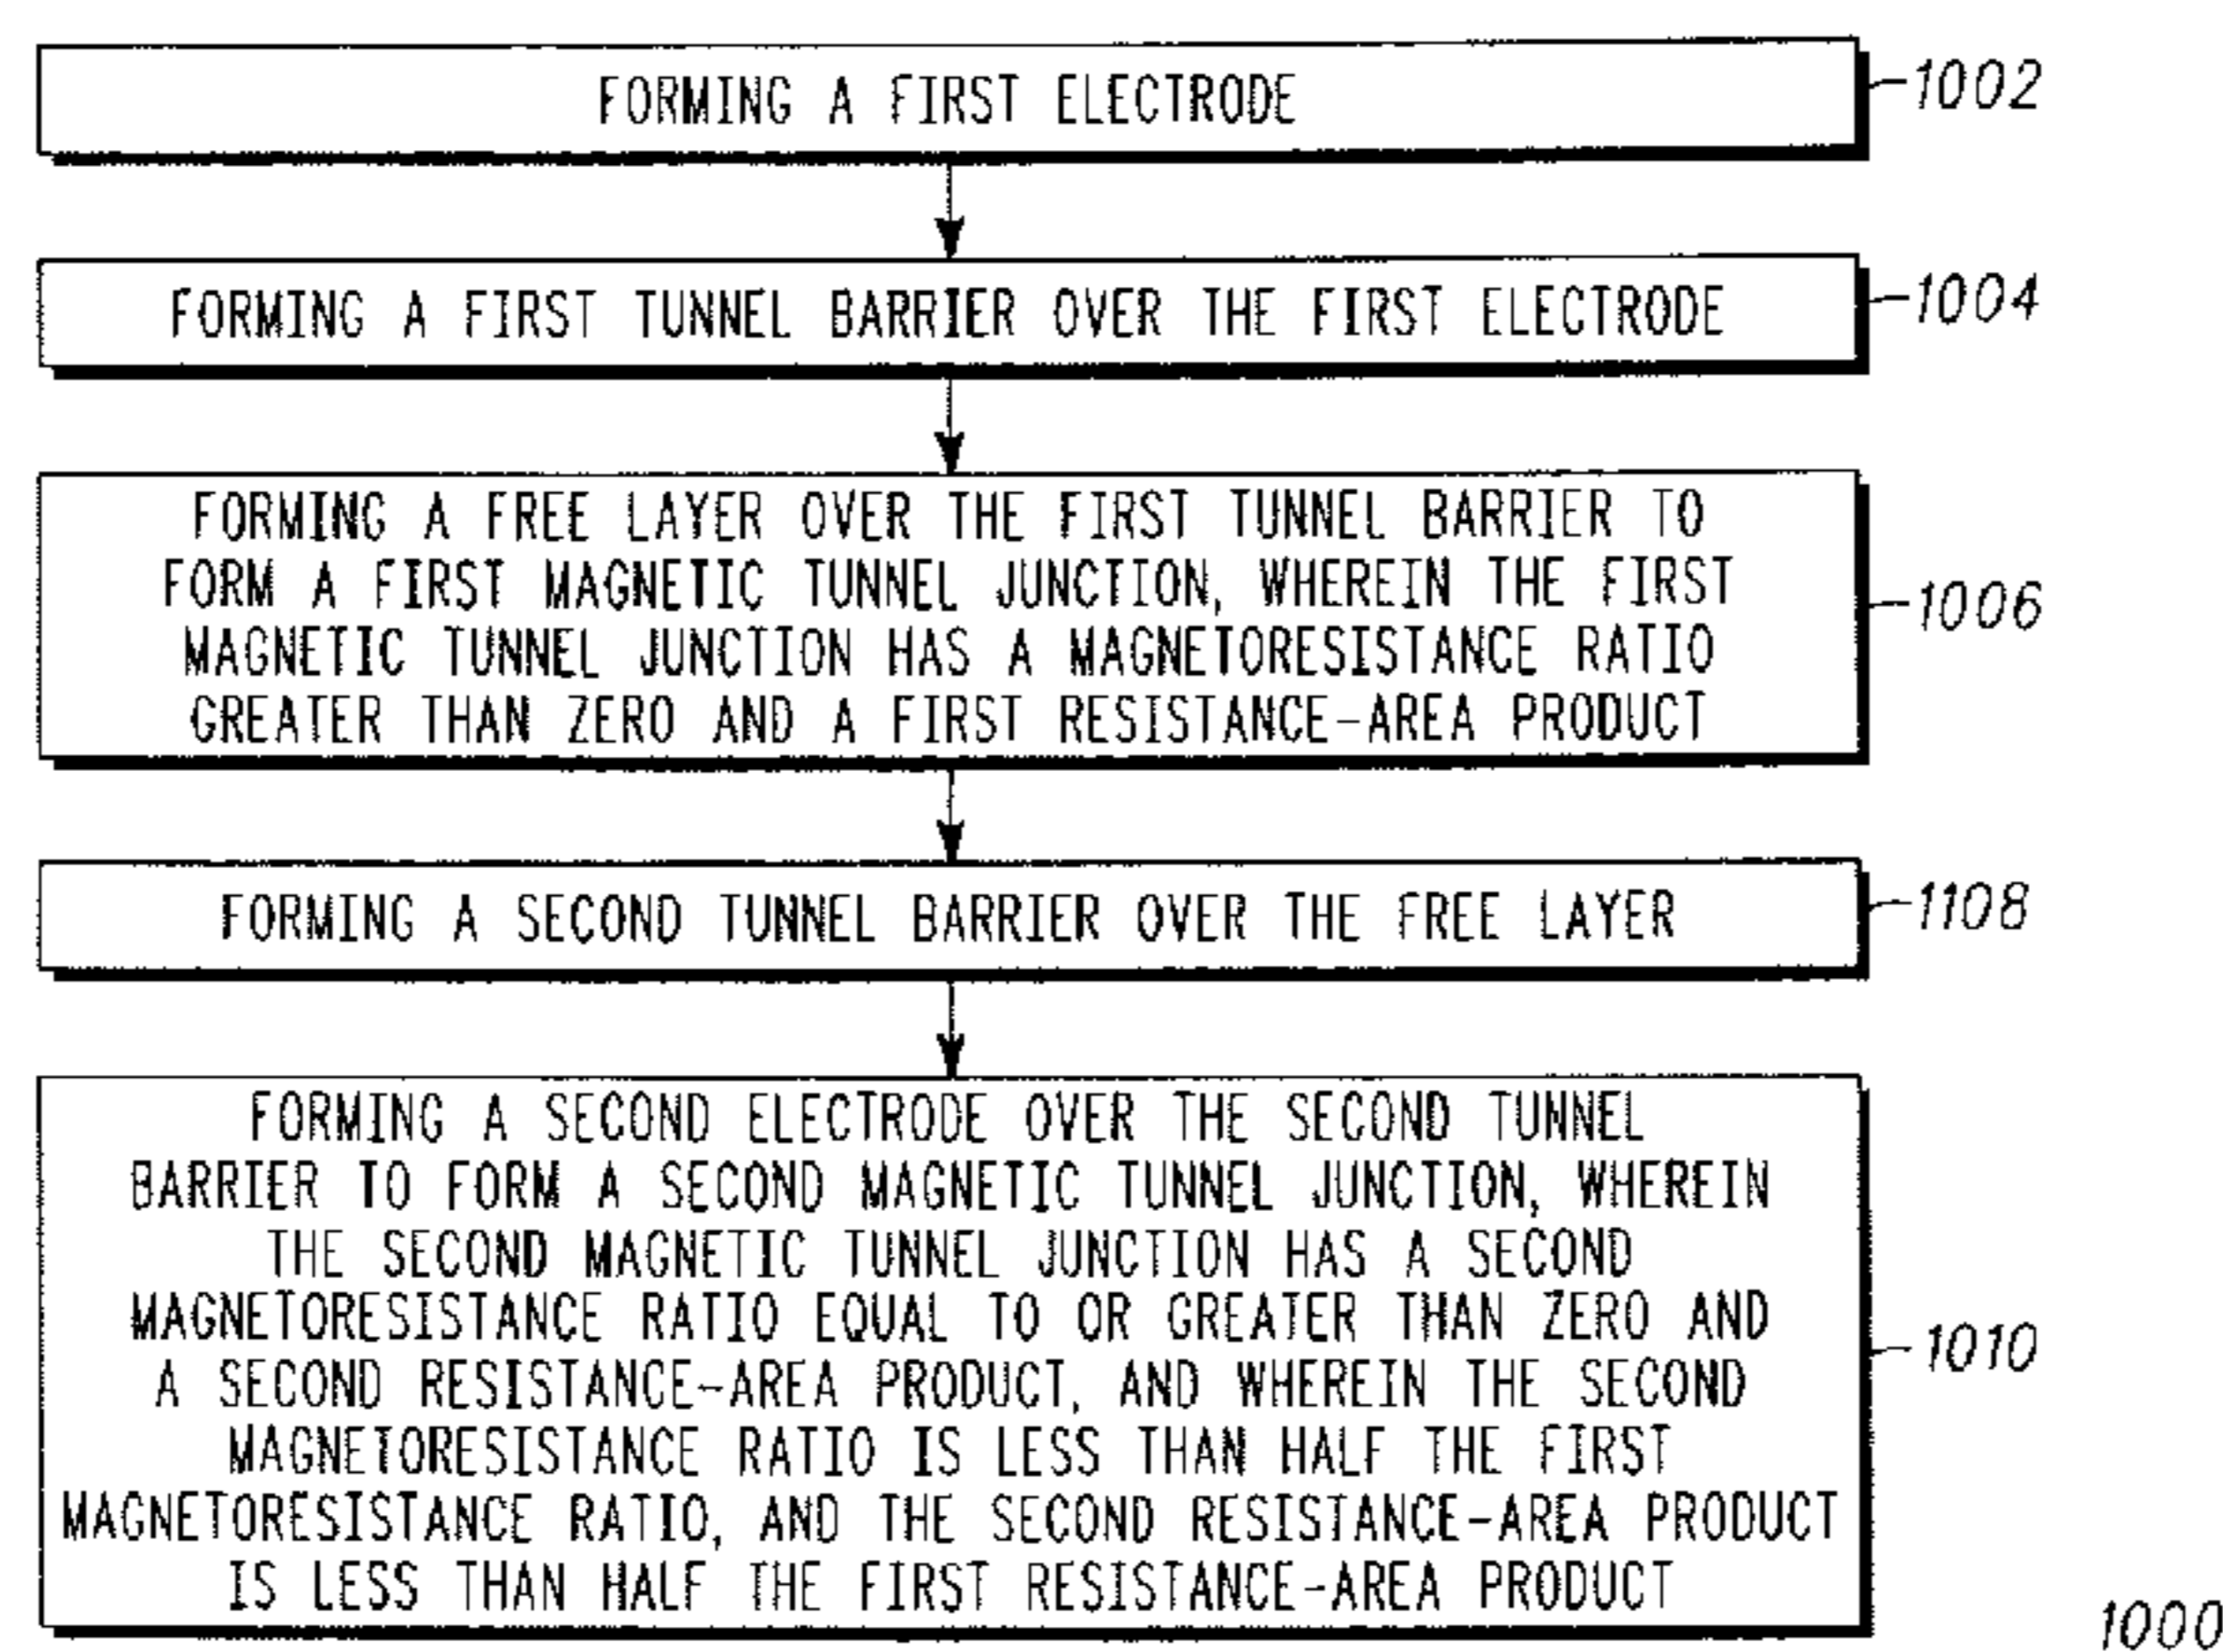 FORMING A FIRST ELECTRODE
1002
FORMING A FIRST TUNNEL BARRIER OVER THE FIRST ELECTRODE
1004
FORMING A FREE LAYER OVER THE FIRST TUNNEL BARRIER TO
FORM A FIRST MAGNETIC TUNNEL JUNCTION, WHEREIN THE FIRST
MAGNETIC TUNNEL JUNCTION HAS A MAGNETORESISTANCE RATIO
GREATER THAN ZERO AND A FIRST RESISTANCE-AREA PRODUCT
1006
FORMING A SECOND TUNNEL BARRIER OVER THE FREE LAYER
1108
FORMING A SECOND ELECTRODE OVER THE SECOND TUNNEL
BARRIER TO FORM A SECOND MAGNETIC TUNNEL JUNCTION, WHEREIN
THE SECOND MAGNETIC TUNNEL JUNCTION HAS A SECOND
MAGNETORESISTANCE RATIO EQUAL TO OR GREATER THAN ZERO AND
A SECOND RESISTANCE-AREA PRODUCT, AND WHEREIN THE SECOND
MAGNETORESISTANCE RATIO IS LESS THAN HALF THE FIRST
MAGNETORESISTANCE RATIO, AND THE SECOND RESISTANCE-AREA PRODUCT
IS LESS THAN HALF THE FIRST RESISTANCE-AREA PRODUCT
1010
1000